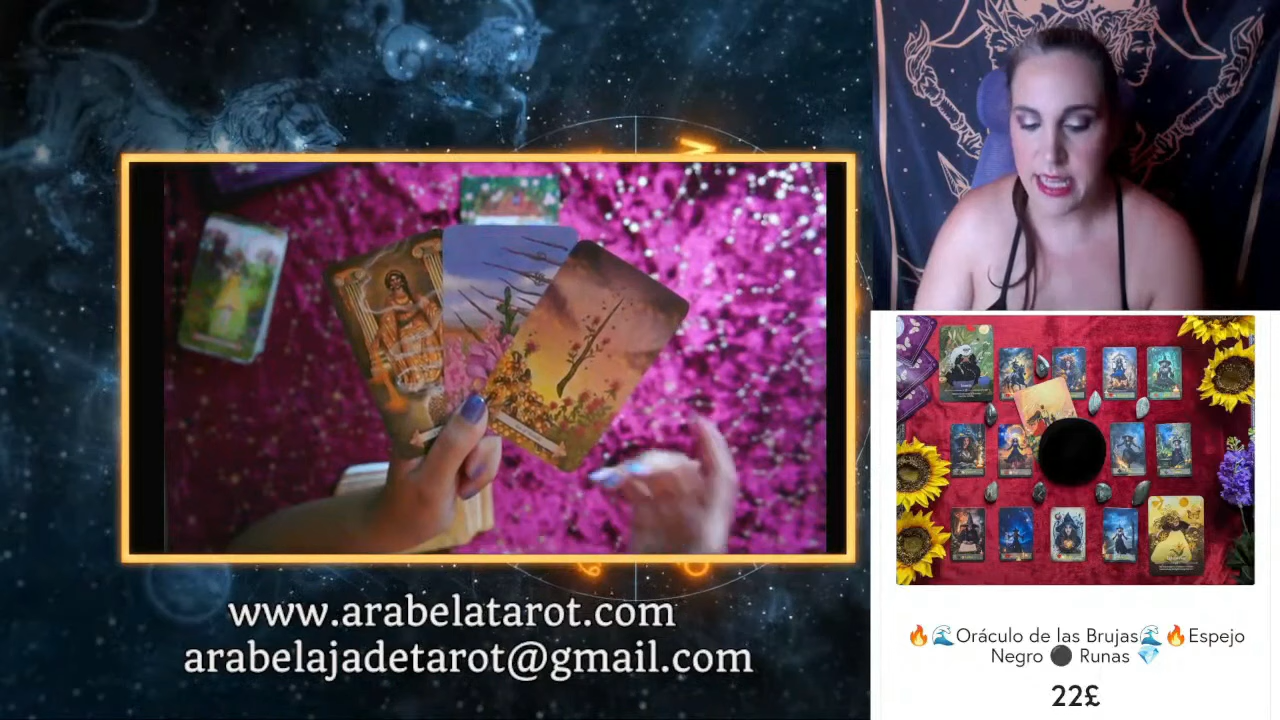 www.arabelatarot.com
arabelajadetarot@gmail.com
🔥🌊Oráculo de las Brujas🌊🔥Espejo
Negro ⚫ Runas 💎
22£